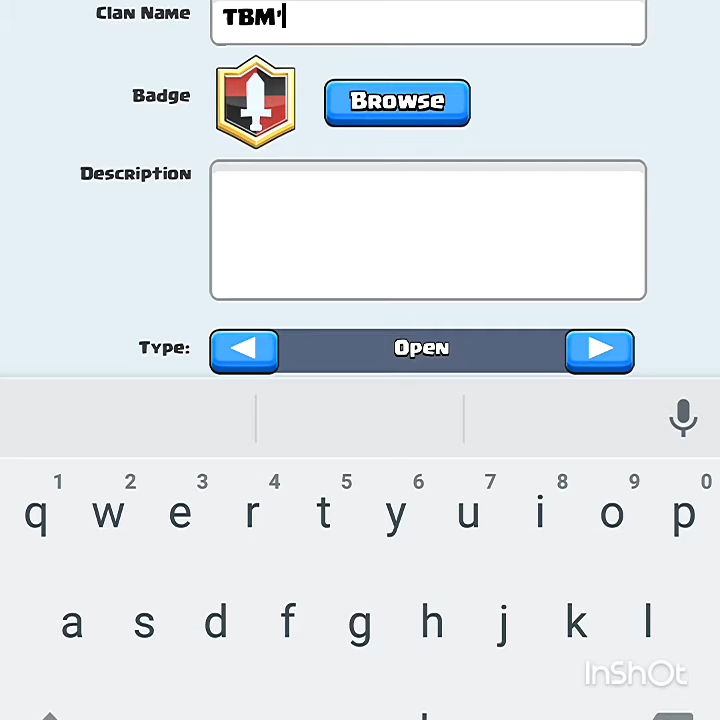 Clan Name
TBM'
Badge
Browse
Description
Type:
Open
1 2 3 4 5 6 7 8 9 0
q w e r t y u i o p
a s d f g h j k l
InShOt